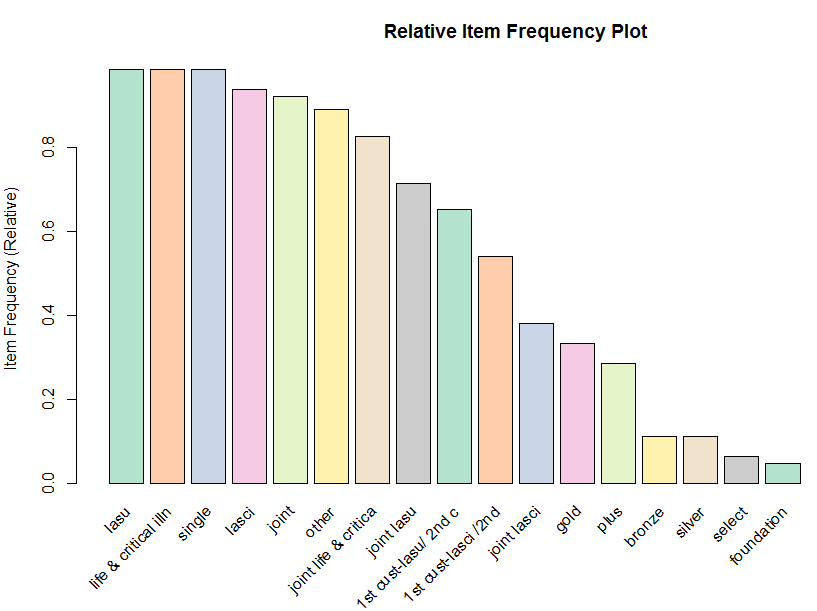 Relative Item Frequency Plot
Item Frequency (Relative)
0.8
0.6
0.4
0.2
0.0
lasu
life & critical illn
single
lasci
joint
other
joint life & critica
joint lasu
1st cust-lasu/ 2nd c
1st cust-lasci /2nd
joint lasci
gold
plus
bronze
silver
select
foundation